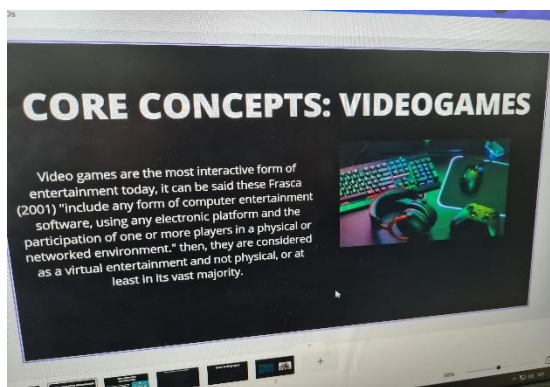 CORE CONCEPTS: VIDEOGAMES
Video games are the most interactive form of
entertainment today, it can be said these Frasca
(2001) "include any form of computer entertainment
software, using any electronic platform and the
participation of one or more players in a physical or
networked environment." then, they are considered
as a virtual entertainment and not physical, or at
least in its vast majority.